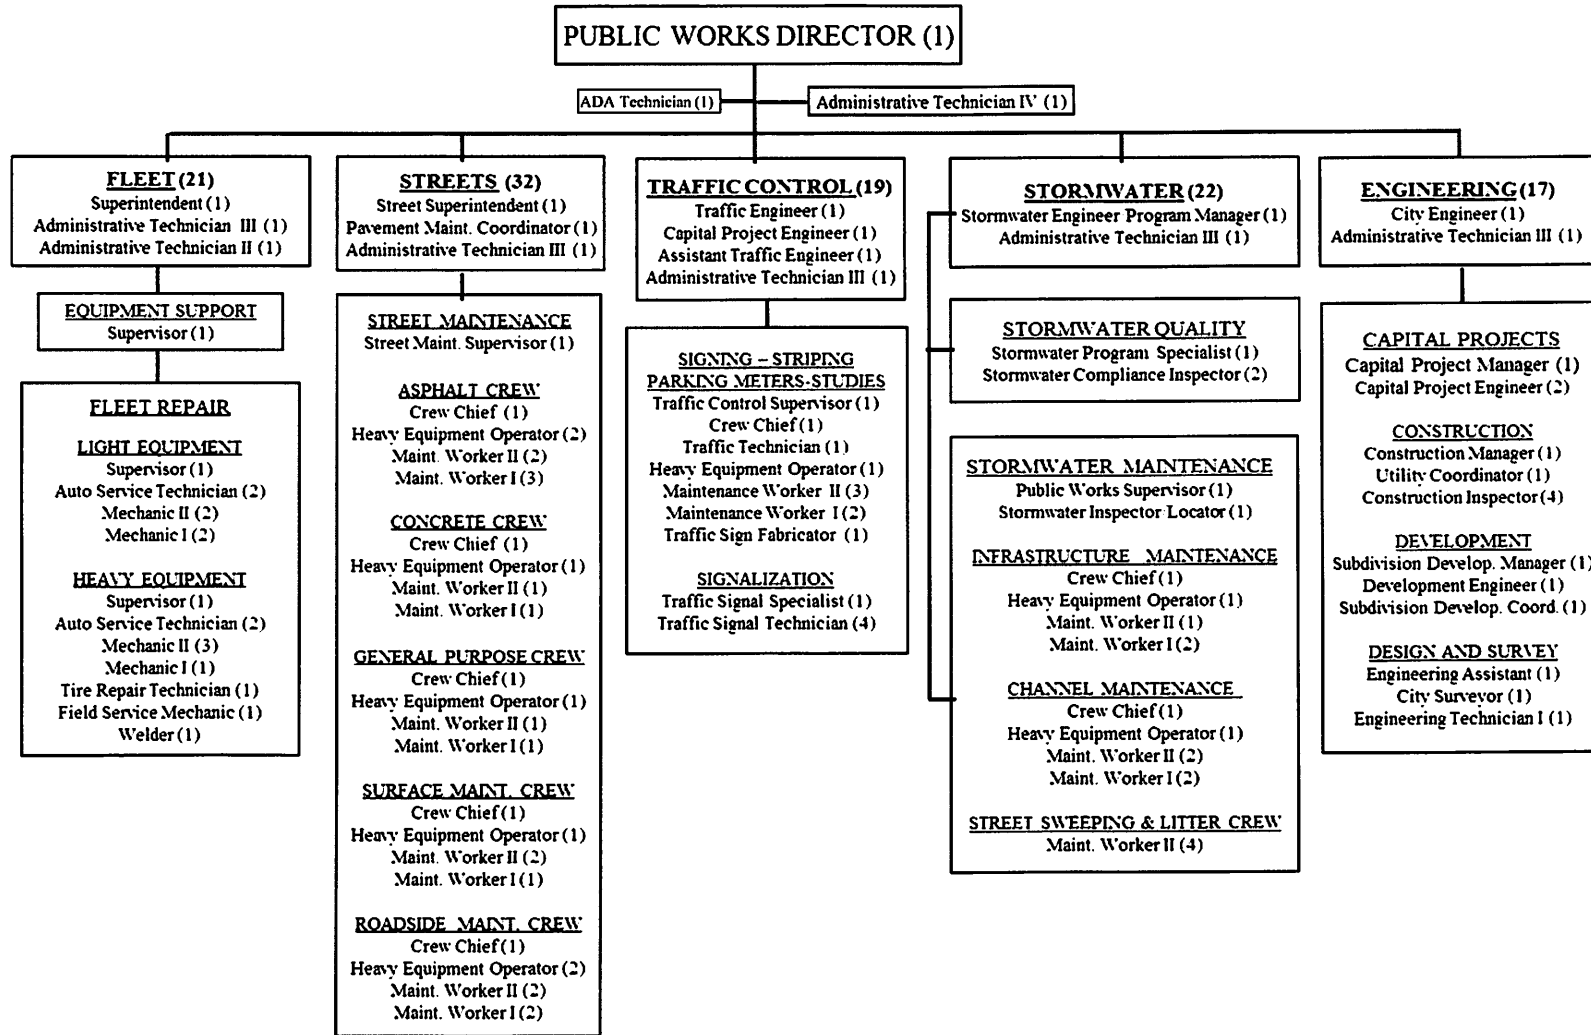 PUBLIC WORKS DIRECTOR (1)
ADA Technician (1)
Administrative Technician IV (1)
FLEET (21)
Superintendent (1)
Administrative Technician III (1)
Administrative Technician II (1)
EQUIPMENT SUPPORT
Supervisor (1)
FLEET REPAIR
LIGHT EQUIPMENT
Supervisor (1)
Auto Service Technician (2)
Mechanic II (2)
Mechanic I (2)
HEAVY EQUIPMENT
Supervisor (1)
Auto Service Technician (2)
Mechanic II (3)
Mechanic I (1)
Tire Repair Technician (1)
Field Service Mechanic (1)
Welder (1)
STREETS (32)
Street Superintendent (1)
Pavement Maint. Coordinator (1)
Administrative Technician III (1)
STREET MAINTENANCE
Street Maint. Supervisor (1)
ASPHALT CREW
Crew Chief (1)
Heavy Equipment Operator (2)
Maint. Worker II (2)
Maint. Worker I (3)
CONCRETE CREW
Crew Chief (1)
Heavy Equipment Operator (1)
Maint. Worker II (1)
Maint. Worker I (1)
GENERAL PURPOSE CREW
Crew Chief (1)
Heavy Equipment Operator (1)
Maint. Worker II (1)
Maint. Worker I (1)
SURFACE MAINT. CREW
Crew Chief (1)
Heavy Equipment Operator (1)
Maint. Worker II (2)
Maint. Worker I (1)
ROADSIDE MAINT. CREW
Crew Chief (1)
Heavy Equipment Operator (2)
Maint. Worker II (2)
Maint. Worker I (2)
TRAFFIC CONTROL (19)
Traffic Engineer (1)
Capital Project Engineer (1)
Assistant Traffic Engineer (1)
Administrative Technician III (1)
SIGNING – STRIPING
PARKING METERS-STUDIES
Traffic Control Supervisor (1)
Crew Chief (1)
Traffic Technician (1)
Heavy Equipment Operator (1)
Maintenance Worker II (3)
Maintenance Worker I (2)
Traffic Sign Fabricator (1)
SIGNALIZATION
Traffic Signal Specialist (1)
Traffic Signal Technician (4)
STORMWATER (22)
Stormwater Engineer Program Manager (1)
Administrative Technician III (1)
STORMWATER QUALITY
Stormwater Program Specialist (1)
Stormwater Compliance Inspector (2)
STORMWATER MAINTENANCE
Public Works Supervisor (1)
Stormwater Inspector Locator (1)
INFRASTRUCTURE MAINTENANCE
Crew Chief (1)
Heavy Equipment Operator (1)
Maint. Worker II (1)
Maint. Worker I (2)
CHANNEL MAINTENANCE
Crew Chief (1)
Heavy Equipment Operator (1)
Maint. Worker II (2)
Maint. Worker I (2)
STREET SWEEPING & LITTER CREW
Maint. Worker II (4)
ENGINEERING (17)
City Engineer (1)
Administrative Technician III (1)
CAPITAL PROJECTS
Capital Project Manager (1)
Capital Project Engineer (2)
CONSTRUCTION
Construction Manager (1)
Utility Coordinator (1)
Construction Inspector (4)
DEVELOPMENT
Subdivision Develop. Manager (1)
Development Engineer (1)
Subdivision Develop. Coord. (1)
DESIGN AND SURVEY
Engineering Assistant (1)
City Surveyor (1)
Engineering Technician I (1)